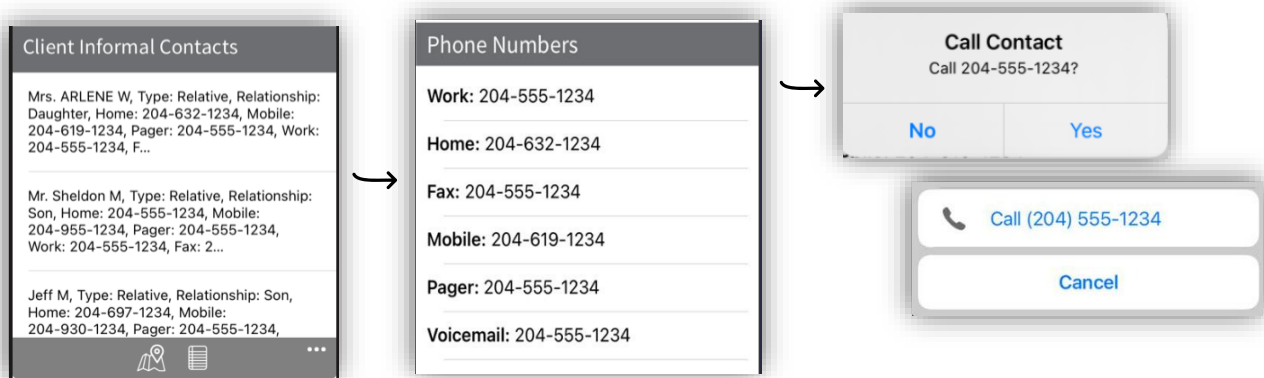 Client Informal Contacts
Mrs. ARLENE W, Type: Relative, Relationship:
Daughter, Home: 204-632-1234, Mobile:
204-619-1234, Pager: 204-555-1234, Work:
204-555-1234, F...
Mr. Sheldon M, Type: Relative, Relationship:
Son, Home: 204-555-1234, Mobile:
204-955-1234, Pager: 204-555-1234,
Work: 204-555-1234, Fax: 2...
Jeff M, Type: Relative, Relationship: Son,
Home: 204-697-1234, Mobile:
204-930-1234, Pager: 204-555-1234,
Phone Numbers
Work: 204-555-1234
Home: 204-632-1234
Fax: 204-555-1234
Mobile: 204-619-1234
Pager: 204-555-1234
Voicemail: 204-555-1234
Call Contact
Call 204-555-1234?
No
Yes
Call (204) 555-1234
Cancel